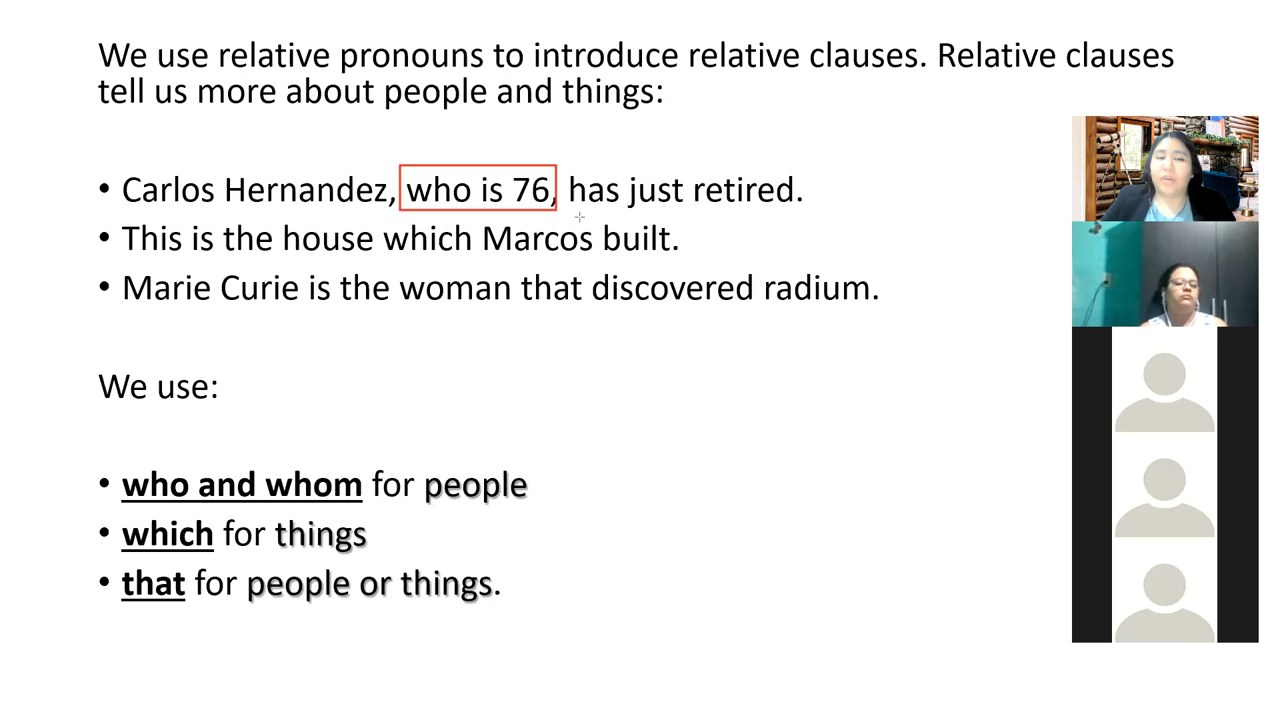 We use relative pronouns to introduce relative clauses. Relative clauses
tell us more about people and things:
• Carlos Hernandez, who is 76, has just retired.
• This is the house which Marcos built.
• Marie Curie is the woman that discovered radium.
We use:
• who and whom for people
• which for things
• that for people or things.